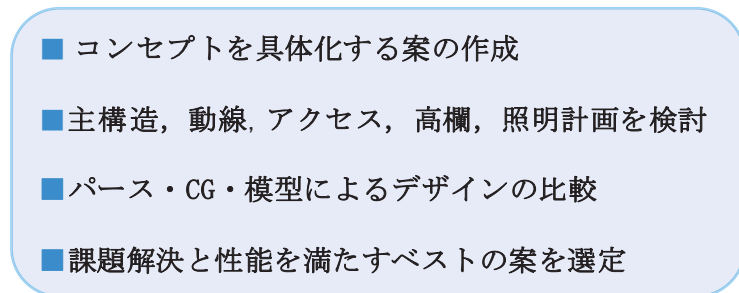 ■ コンセプトを具体化する案の作成
■主構造，動線，アクセス，高欄，照明計画を検討
■パース・CG・模型によるデザインの比較
■課題解決と性能を満たすベストの案を選定